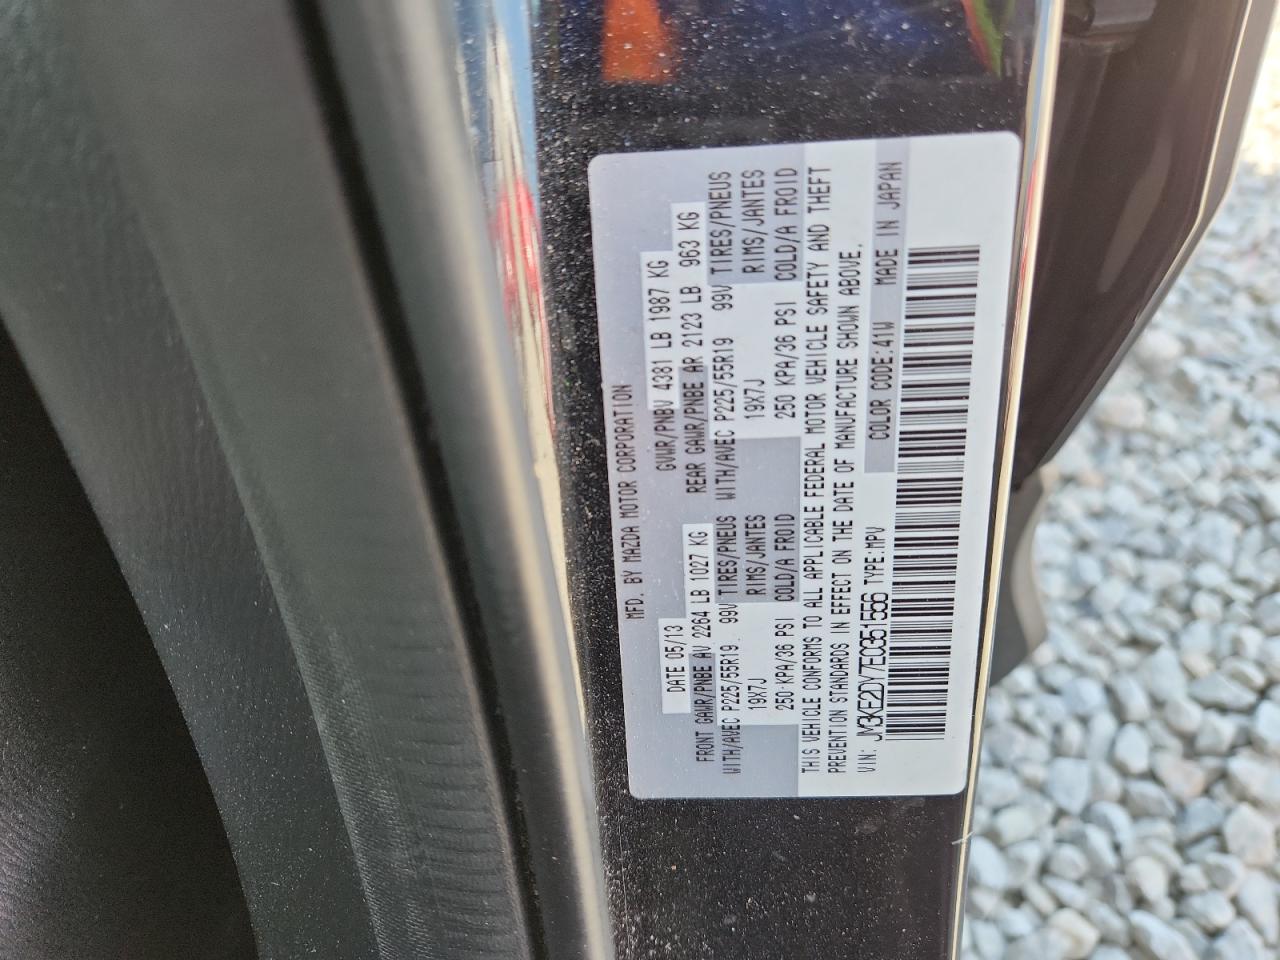 MFD. BY MAZDA MOTOR CORPORATION
DATE 05/13 GVWR/PNBV 4381 LB 1987 KG
FRONT GAWR/PNBE AV 2264 LB 1027 KG REAR GAWR/PNBE AR 2123 LB 963 KG
WITH/AVEC P225/55R19. 99V TIRES/PNEUS WITH/AVEC P225/55R19 99V TIRES/PNEUS
19X7J RIMS/JANTES 19X7J RIMS/JANTES
250 KPA/36 PSI COLD/A FROID 250 KPA/36 PSI COLD/A FROID
THIS VEHICLE CONFORMS TO ALL APPLICABLE FEDERAL MOTOR VEHICLE SAFETY AND THEFT
PREVENTION STANDARDS IN EFFECT ON THE DATE OF MANUFACTURE SHOWN ABOVE.
VIN: JM3KE2DY7E0351556 TYPE:MPV COLOR CODE:41W MADE IN JAPAN